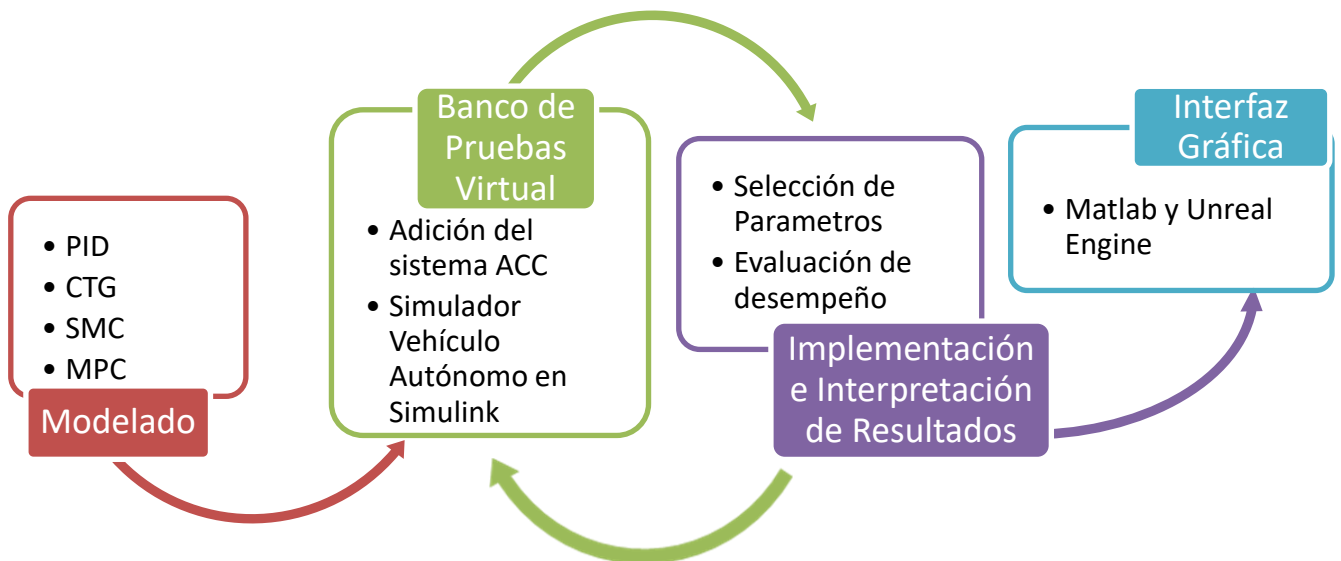 • PID
• CTG
• SMC
• MPC
Modelado
Banco de
Pruebas
Virtual
• Adición del
sistema ACC
• Simulador
Vehículo
Autónomo en
Simulink
• Selección de
Parametros
• Evaluación de
desempeño
Implementación
e Interpretación
de Resultados
Interfaz
Gráfica
• Matlab y Unreal
Engine